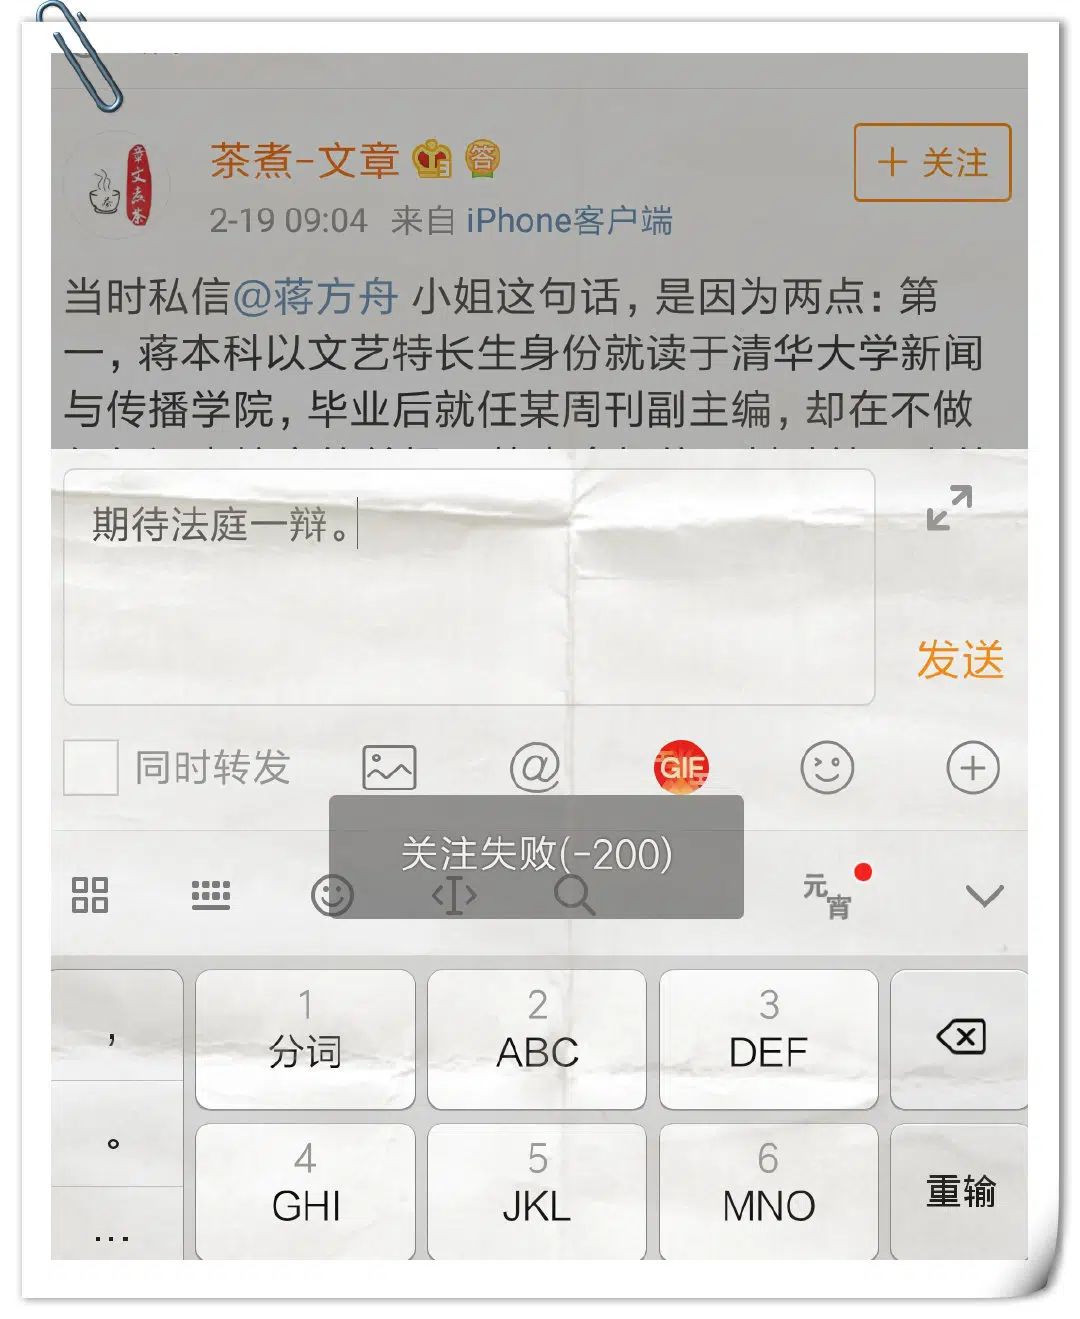 茶煮-文章 答
章文煮茶
茶
+ 关注
2-19 09:04 来自 iPhone客户端
当时私信@蒋方舟 小姐这句话，是因为两点：第
一，蒋本科以文艺特长生身份就读于清华大学新闻
与传播学院，毕业后就任某周刊副主编，却在不做
期待法庭一辩。
发送
同时转发
@
GIF
关注失败(-200)
元宵
，
1
分词
2
ABC
3
DEF
。
4
GHI
5
JKL
6
MNO
重输
...